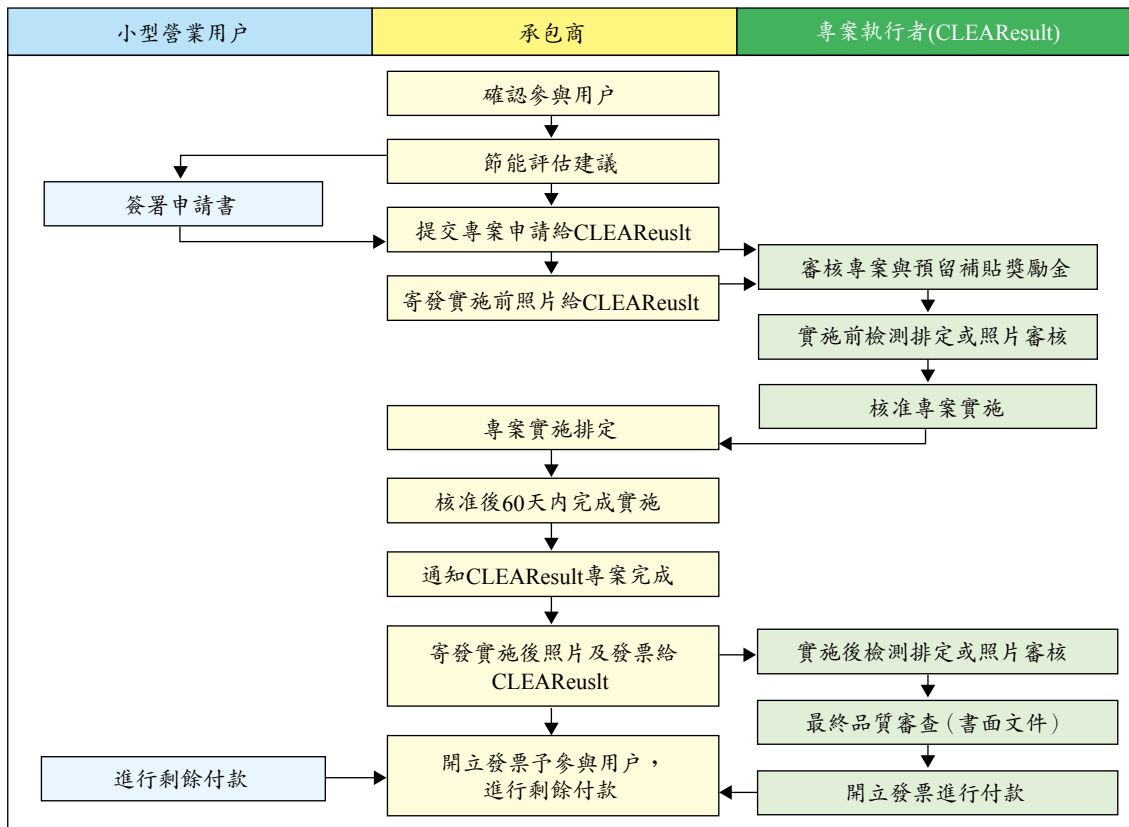 小型營業用户
承包商
專案執行者(CLEAResult)
確認參與用户
節能評估建議
簽署申請書
提交專案申請給CLEAReuslt
審核專案與預留補貼獎勵金
寄發實施前照片給CLEAReuslt
實施前檢測排定或照片審核
核准專案實施
專案實施排定
核准後60天內完成實施
通知CLEAResult專案完成
寄發實施後照片及發票給
CLEAReuslt
實施後檢測排定或照片審核
最終品質審查（書面文件）
進行剩餘付款
開立發票予參與用户，
進行剩餘付款
開立發票進行付款